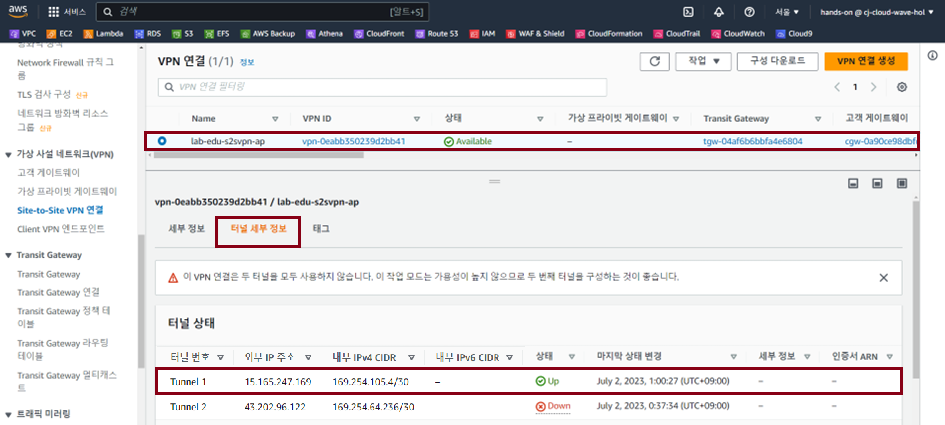 aws 서비스 검색 [알트+S] 서울 ▼ hands-on @ cj-cloud-wave-hol ▼
VPC EC2 Lambda RDS S3 EFS AWS Backup Athena CloudFront Route 53 IAM WAF & Shield CloudFormation CloudTrail CloudWatch Cloud9
Network Firewall 규칙 그
룹
TLS 검사 구성 신규
네트워크 방화벽 리소스
그룹 신규
가상 사설 네트워크(VPN)
고객 게이트웨이
가상 프라이빗 게이트웨이
Site-to-Site VPN 연결
Client VPN 엔드포인트
Transit Gateway
Transit Gateway
Transit Gateway 연결
Transit Gateway 정책 테
이블
Transit Gateway 라우팅
테이블
Transit Gateway 멀티캐스
트
트래픽 미러링
VPN 연결 (1/1) 정보
작업 ▼ 구성 다운로드 VPN 연결 생성
VPN 연결 필터링
1
Name VPN ID 상태 가상 프라이빗 게이트웨이 Transit Gateway 고객 게이트웨이
lab-edu-s2svpn-ap vpn-0eabb350239d2bb41 Available – tgw-04af6b6bbfa4e6804 cgw-0a90ce98dbf
vpn-0eabb350239d2bb41 / lab-edu-s2svpn-ap
세부 정보 터널 세부 정보 태그
이 VPN 연결은 두 터널을 모두 사용하지 않습니다. 이 작업 모드는 가용성이 높지 않으므로 두 번째 터널을 구성하는 것이 좋습니다.
터널 상태
터널 번호 외부 IP 주소 내부 IPv4 CIDR 내부 IPv6 CIDR 상태 마지막 상태 변경 세부 정보 인증서 ARN
Tunnel 1 15.165.247.169 169.254.105.4/30 – Up July 2, 2023, 1:00:27 (UTC+09:00) – –
Tunnel 2 43.202.96.122 169.254.64.236/30 Down July 2, 2023, 0:37:34 (UTC+09:00) – –